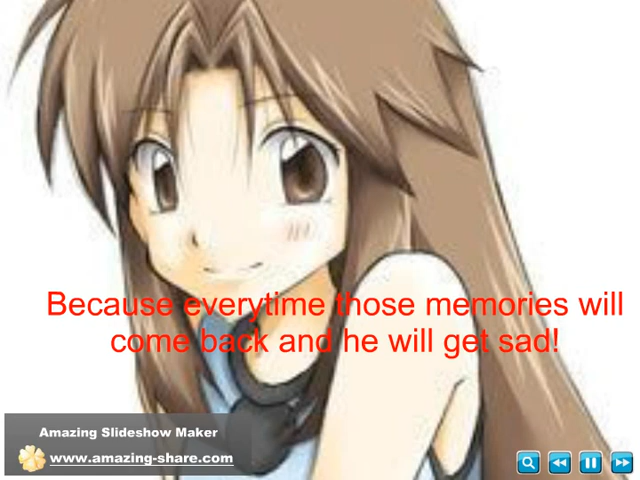 Because everytime those memories will
come back and he will get sad!
Amazing Slideshow Maker
www.amazing-share.com